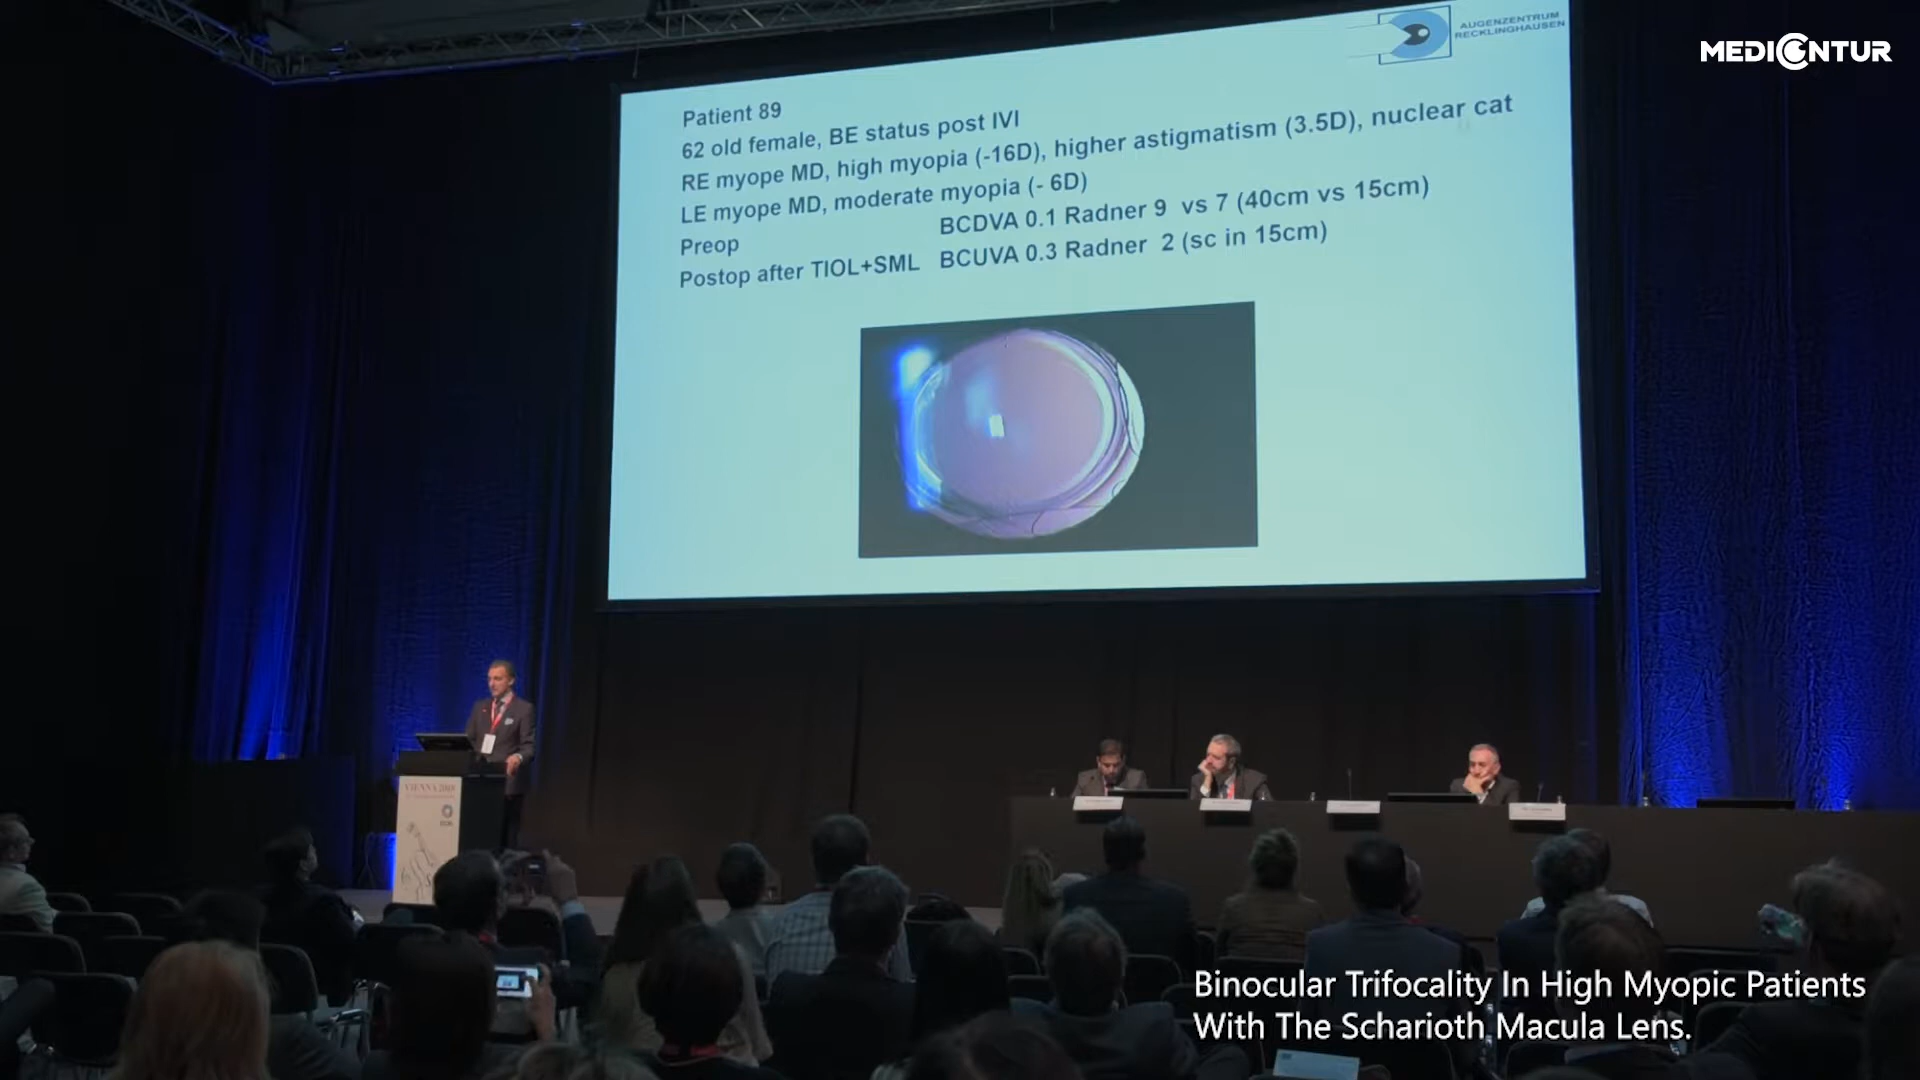 AUGENZENTRUM
RECKLINGHAUSEN
MEDICONTUR
Patient 89
62 old female, BE status post IVI
RE myope MD, high myopia (-16D), higher astigmatism (3.5D), nuclear cat
LE myope MD, moderate myopia (- 6D)
Preop BCDVA 0.1 Radner 9 vs 7 (40cm vs 15cm)
Postop after TIOL+SML BCUVA 0.3 Radner 2 (sc in 15cm)
VIENNA 2018
Binocular Trifocality In High Myopic Patients
With The Scharioth Macula Lens.